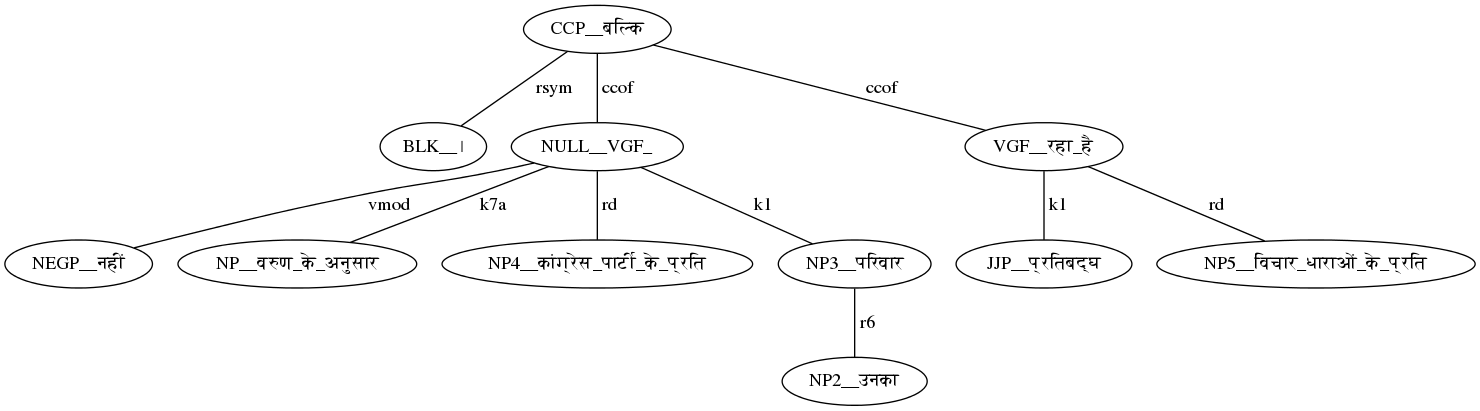 CCP__बल्कि
rsym ccof ccof
BLK__। NULL__VGF_ VGF__रहा_है
vmod k7a rd k1 k1 rd
NEGP__नहीं NP__वरुण_के_अनुसार NP4__कांग्रेस_पार्टी_के_प्रति NP3__परिवार JJP__प्रतिबद्घ NP5__विचार_धाराओं_के_प्रति
r6
NP2__उनका